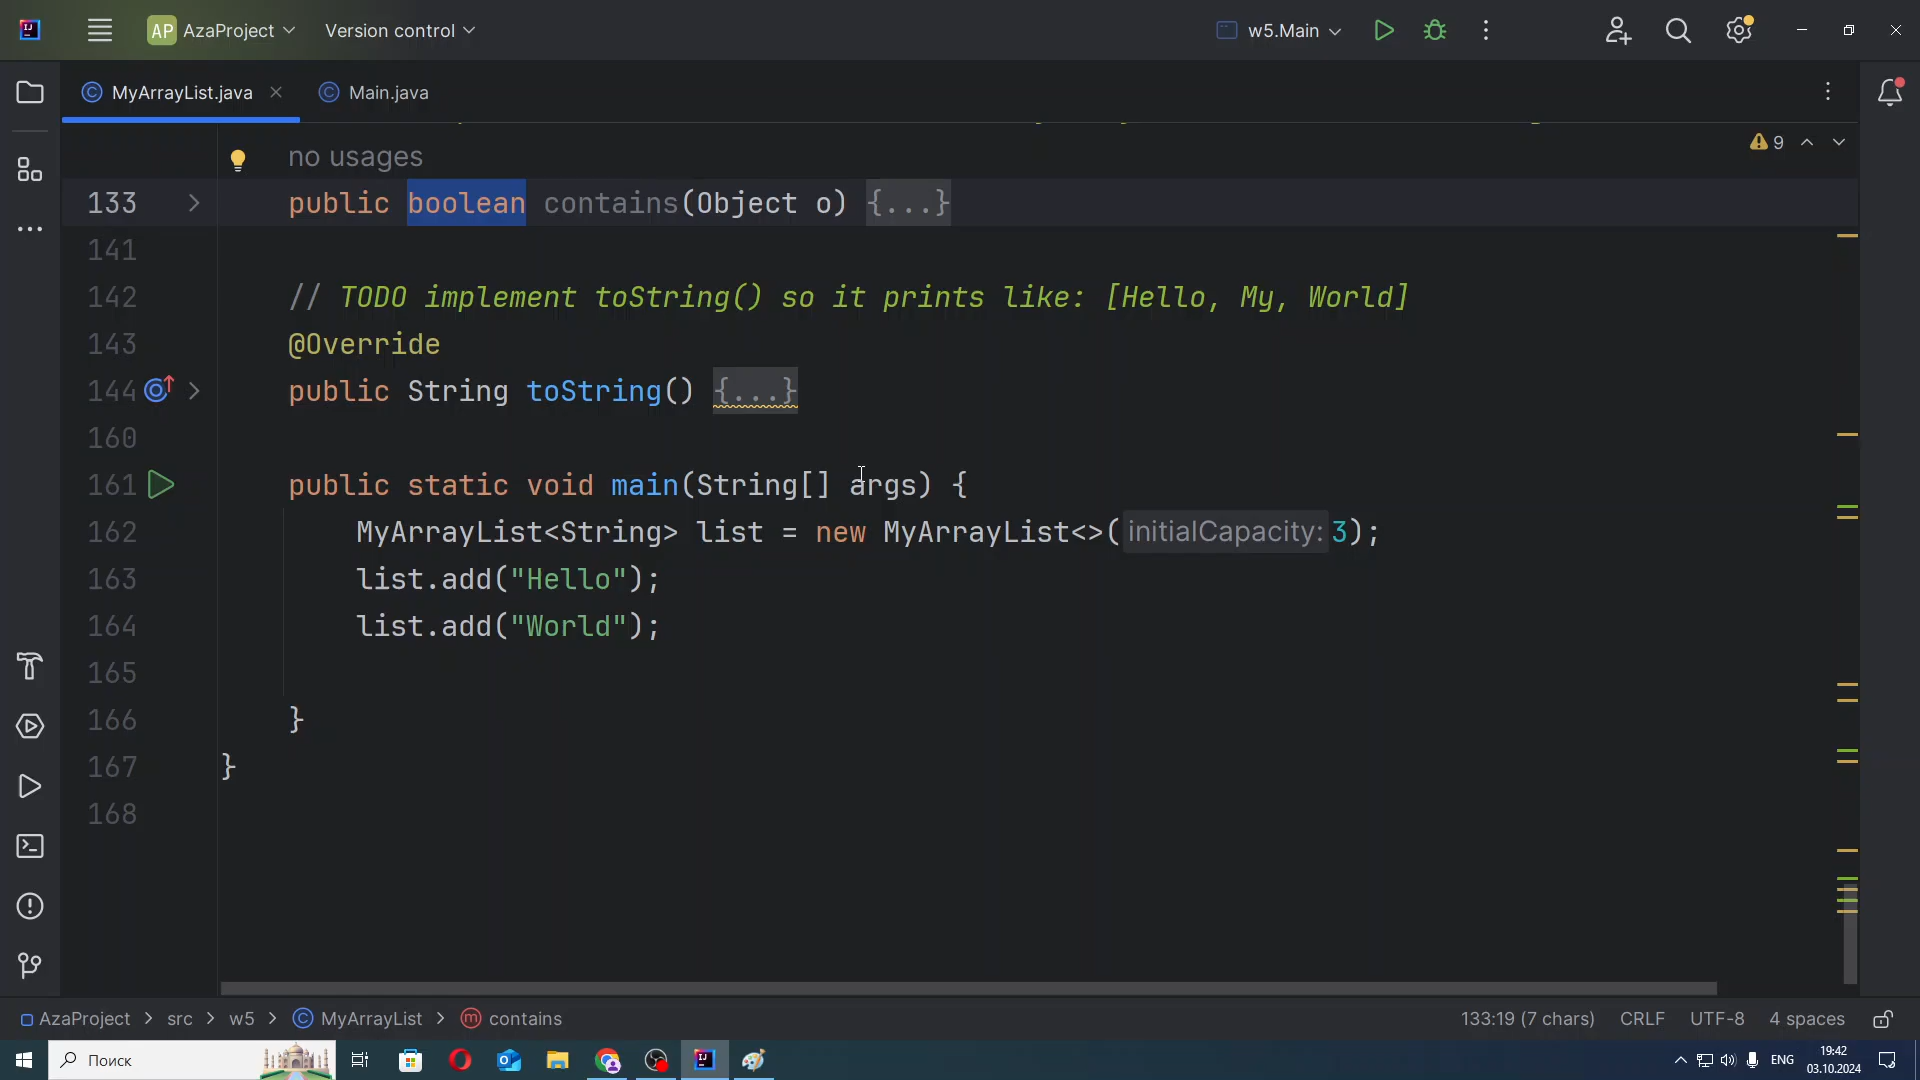 AP AzaProject Version control w5.Main
MyArrayList.java Main.java
no usages 9
133 public boolean contains(Object o) {...}
141
142 // TODO implement toString() so it prints like: [Hello, My, World]
143 @Override
144 public String toString() {...}
160
161 public static void main(String[] args) {
162 MyArrayList<String> list = new MyArrayList<>( initialCapacity: 3);
163 list.add("Hello");
164 list.add("World");
165
166 }
167 }
168
AzaProject > src > w5 > MyArrayList > contains 133:19 (7 chars) CRLF UTF-8 4 spaces
Поиск ENG 19:42
03.10.2024